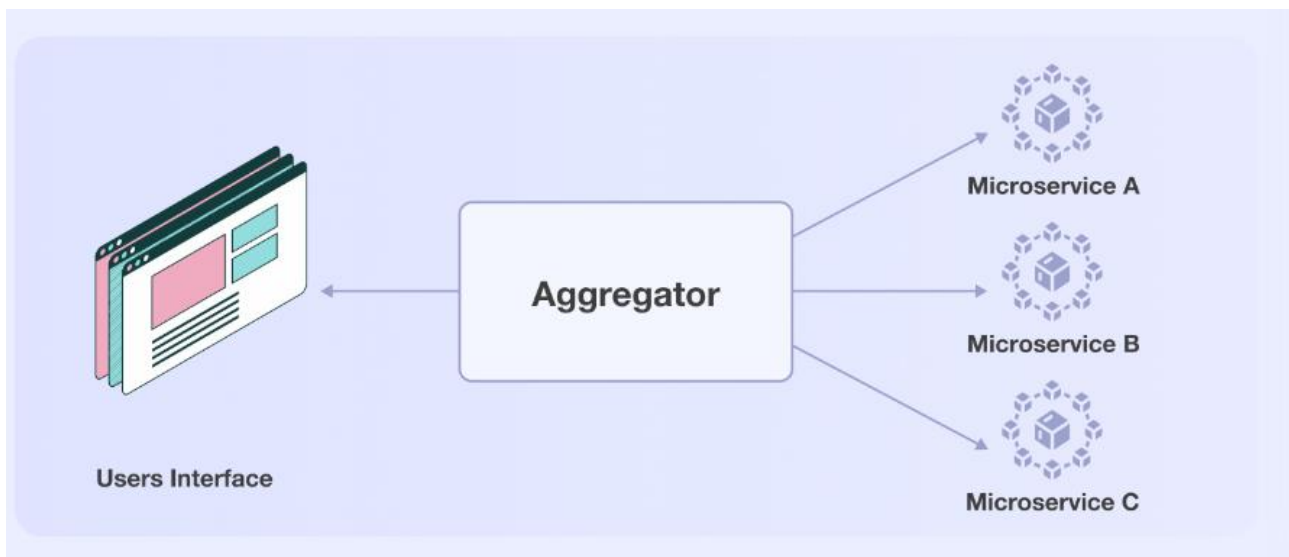 Microservice A
Aggregator
Microservice B
Users Interface
Microservice C